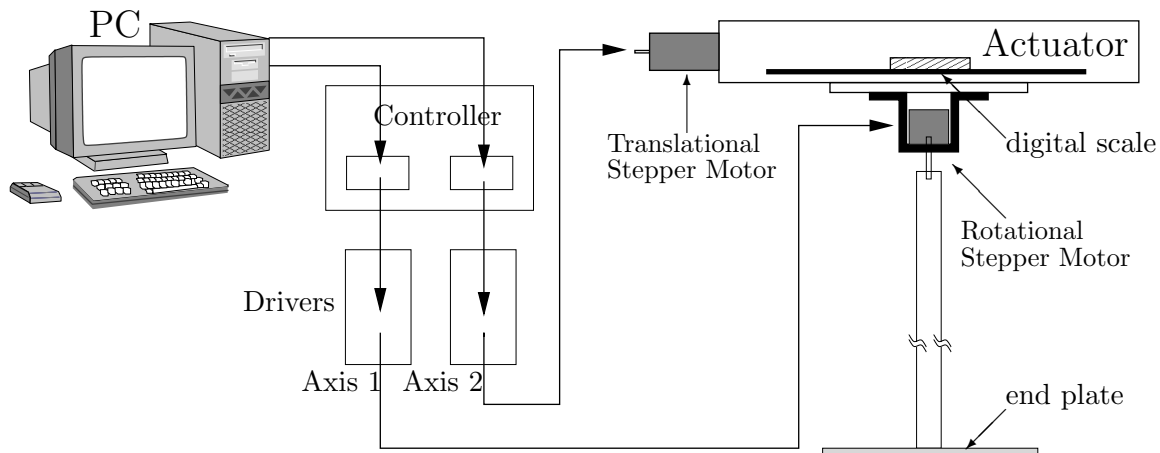 PC
Actuator
Controller
Translational
Stepper Motor
digital scale
Rotational
Stepper Motor
Drivers
Axis 1
Axis 2
end plate